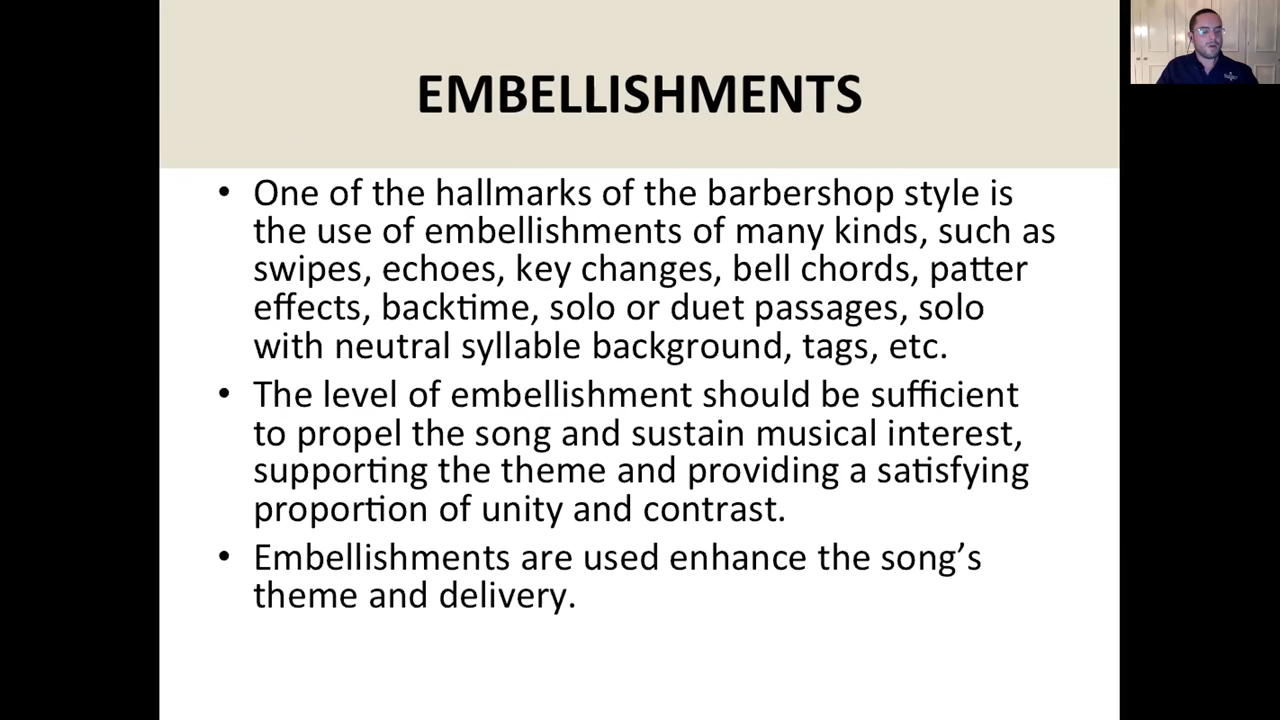 EMBELLISHMENTS
• One of the hallmarks of the barbershop style is
the use of embellishments of many kinds, such as
swipes, echoes, key changes, bell chords, patter
effects, backtime, solo or duet passages, solo
with neutral syllable background, tags, etc.
• The level of embellishment should be sufficient
to propel the song and sustain musical interest,
supporting the theme and providing a satisfying
proportion of unity and contrast.
• Embellishments are used enhance the song’s
theme and delivery.